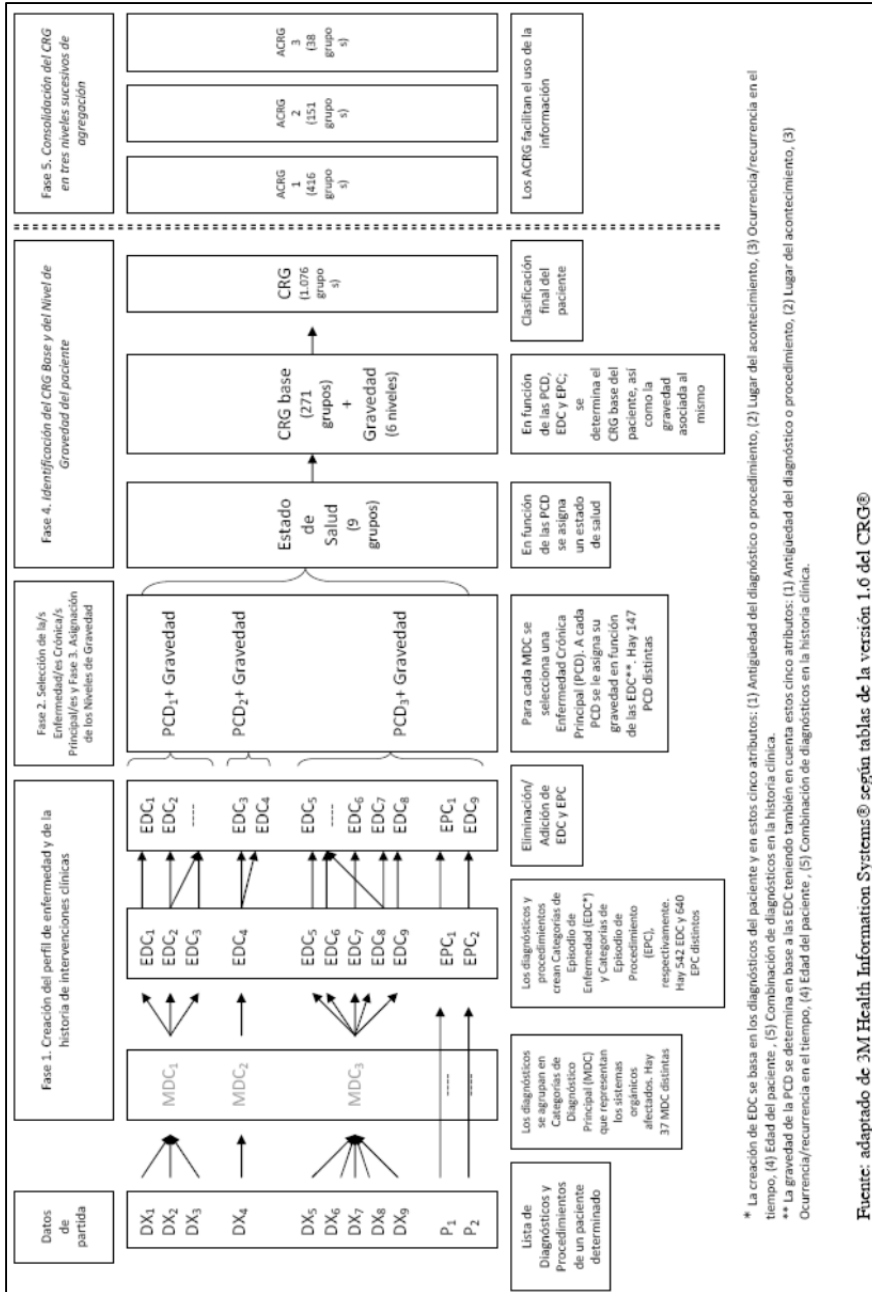 Datos
de
partida
Fase 1. Creación del perfil de enfermedad y de la
historia de intervenciones clínicas
Fase 2. Selección de la/s
Enfermedad/es Crónica/s
Principal/es y Fase 3. Asignación
de los Niveles de Gravedad
Fase 4. Identificación del CRG Base y del Nivel de
Gravedad del paciente
Fase 5. Consolidación del CRG
en tres niveles sucesivos de
agregación
DX1
DX2
DX3
DX4
DX5
DX6
DX7
DX8
DX9
P1
P2
MDC1
MDC2
MDC3
----
----
EDC1
EDC2
EDC3
EDC4
EDC5
EDC6
EDC7
EDC8
EDC9
EPC1
EPC2
EDC1
EDC2
----
EDC3
EDC4
EDC5
----
EDC6
EDC7
EDC8
EPC1
EDC9
PCD1+ Gravedad
PCD2+ Gravedad
PCD3+ Gravedad
Estado
de
Salud (9
grupos)
CRG base
(271
grupos)
+
Gravedad
(6 niveles)
CRG
(1.076
grupo
s)
ACRG
1
(416
grupo
s)
ACRG
2
(151
grupo
s)
ACRG
3
(38
grupo
s)
Lista de
Diagnósticos y
Procedimientos
de un paciente
determinado
Los diagnósticos
se agrupan en
Categorías de
Diagnóstico
Principal (MDC)
que representan
los sistemas
orgánicos
afectados. Hay
37 MDC distintas
Los diagnósticos y
procedimientos
crean Categorías de
Episodio de
Enfermedad (EDC*)
y Categorías de
Episodio de
Procedimiento
(EPC),
respectivamente.
Hay 542 EDC y 640
EPC distintos
Eliminación/
Adición de
EDC y EPC
Para cada MDC se
selecciona una
Enfermedad Crónica
Principal (PCD). A cada
PCD se le asigna su
gravedad en función
de las EDC**. Hay 147
PCD distintas
En función
de las PCD
se asigna
un estado
de salud
En función
de las PCD,
EDC y EPC;
se
determina el
CRG base del
paciente, así
como la
gravedad
asociada al
mismo
Clasificación
final del
paciente
Los ACRG facilitan el uso de la
información
* La creación de EDC se basa en los diagnósticos del paciente y en estos cinco atributos: (1) Antigüedad del diagnóstico o procedimiento, (2) Lugar del acontecimiento, (3) Ocurrencia/recurrencia en el
tiempo, (4) Edad del paciente , (5) Combinación de diagnósticos en la historia clínica.
** La gravedad de la PCD se determina en base a las EDC teniendo también en cuenta estos cinco atributos: (1) Antigüedad del diagnóstico o procedimiento, (2) Lugar del acontecimiento, (3)
Ocurrencia/recurrencia en el tiempo, (4) Edad del paciente, (5) Combinación de diagnósticos en la historia clínica.
Fuente: adaptado de 3M Health Information Systems® según tablas de la versión 1.6 del CRG®